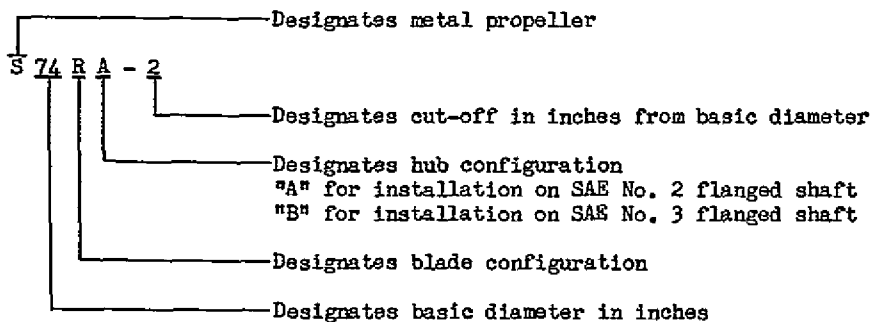 Designates metal propeller
S 74 R A - 2
Designates cut-off in inches from basic diameter
Designates hub configuration
"A" for installation on SAE No. 2 flanged shaft
"B" for installation on SAE No. 3 flanged shaft
Designates blade configuration
Designates basic diameter in inches